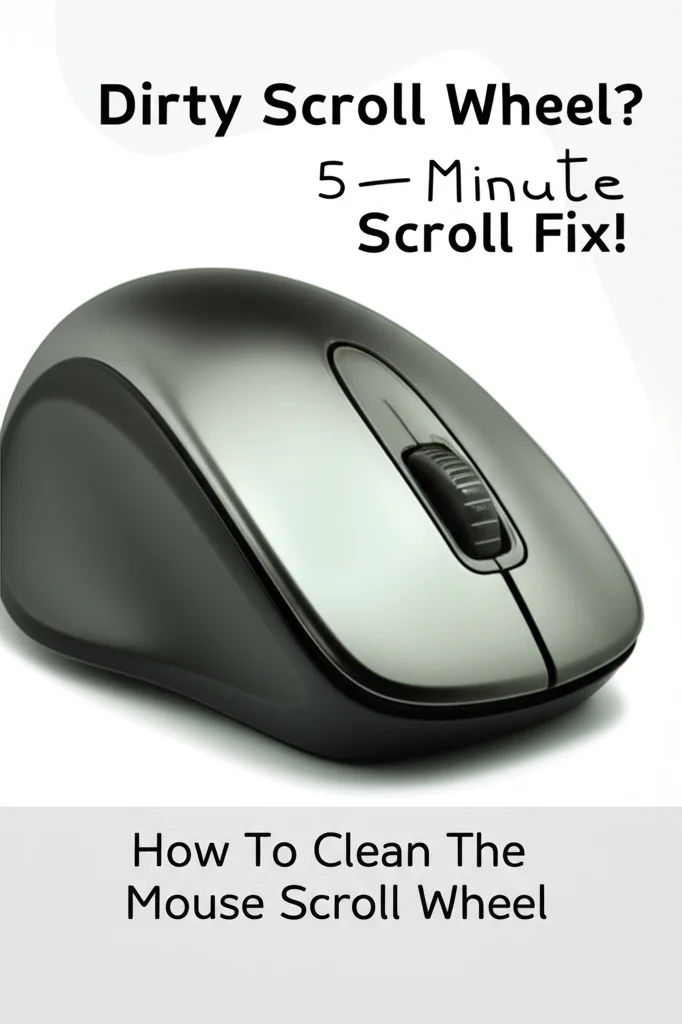 Dirty Scroll Wheel?
5 — Minute
Scroll Fix!
How To Clean The
Mouse Scroll Wheel